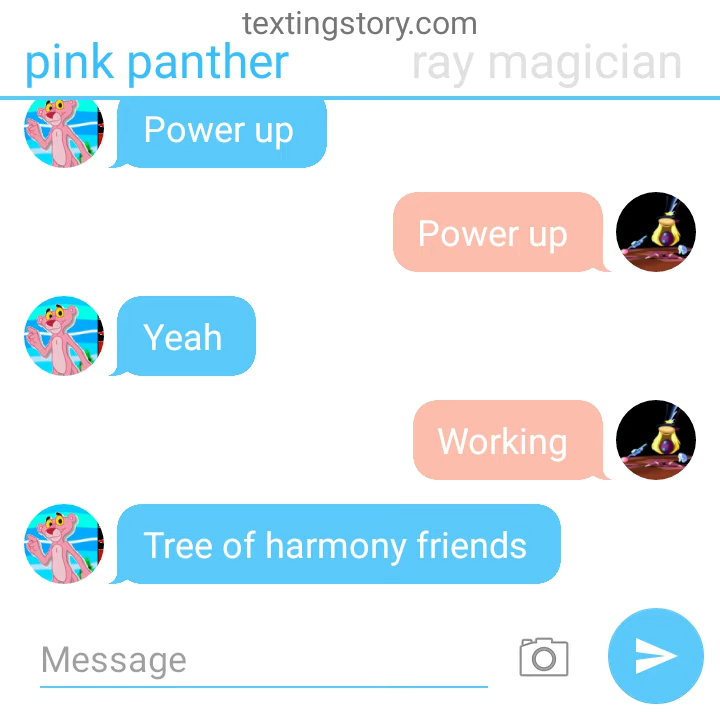 textingstory.com
pink panther ray magician
Power up
Power up
Yeah
Working
Tree of harmony friends
Message